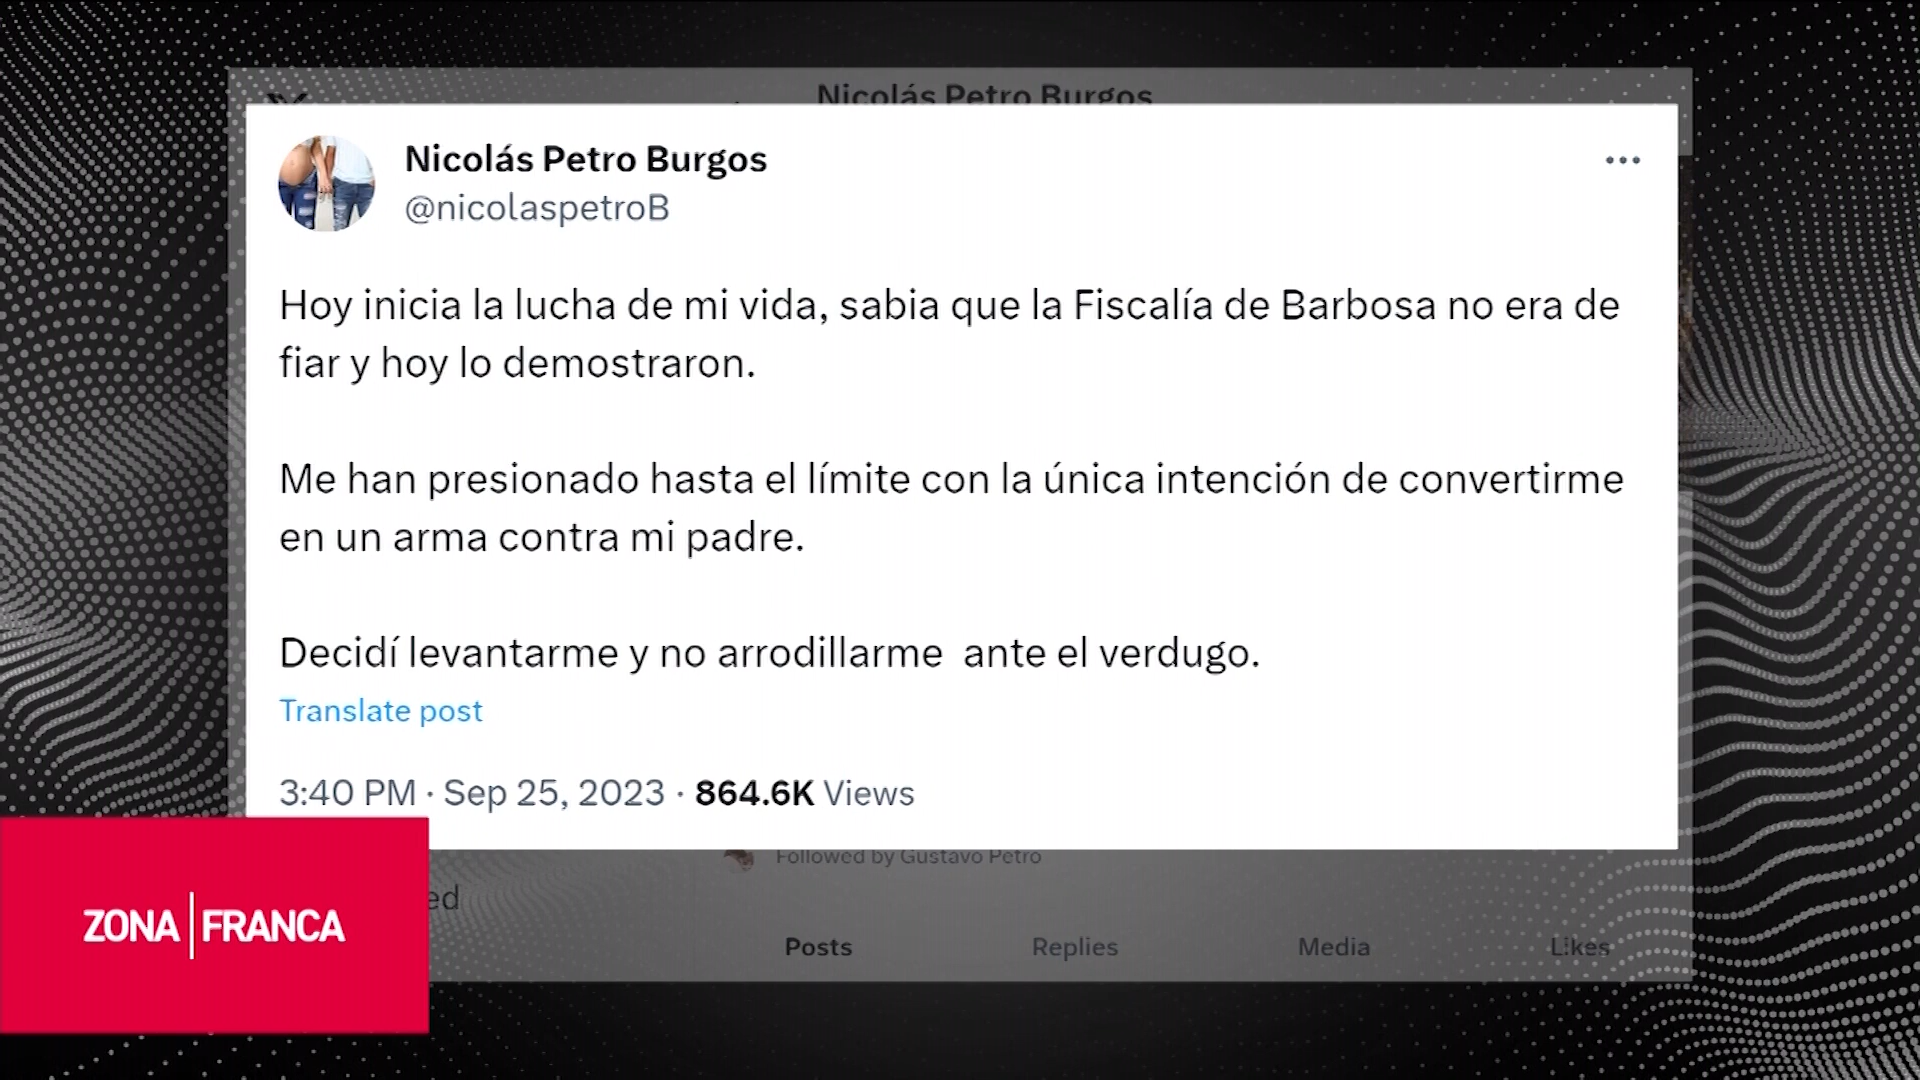 Nicolás Petro Burgos
Nicolás Petro Burgos
@nicolaspetroB
Hoy inicia la lucha de mi vida, sabia que la Fiscalía de Barbosa no era de
fiar y hoy lo demostraron.
Me han presionado hasta el límite con la única intención de convertirme
en un arma contra mi padre.
Decidí levantarme y no arrodillarme ante el verdugo.
Translate post
3:40 PM · Sep 25, 2023 · 864.6K Views
Followed by Gustavo Petro
ed
ZONA FRANCA
Posts Replies Media Likes